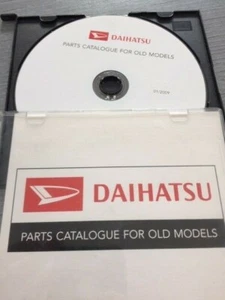 DAIHATSU
PARTS CATALOGUE FOR OLD MODELS
DAIHATSU
PARTS CATALOGUE FOR OLD MODELS